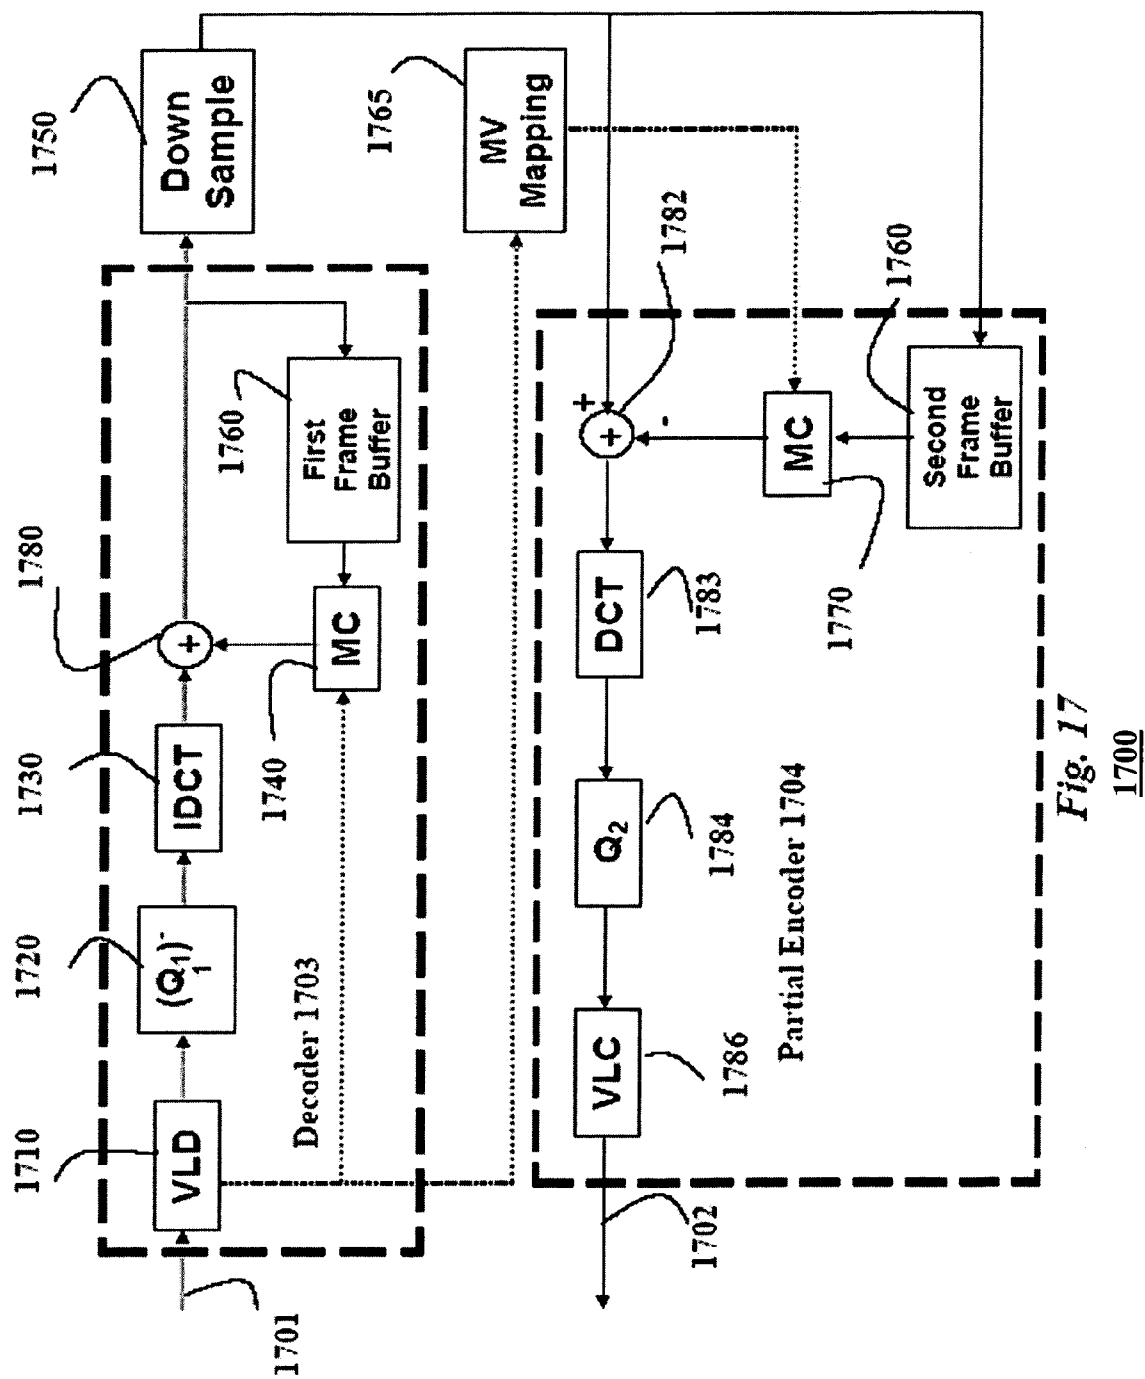 1701
1710
VLD
1720
(Q1)-
1
1730
IDCT
1780
+
1750
Down
Sample
Decoder 1703
1740
MC
1760
First
Frame
Buffer
1765
MV
Mapping
1702
1786
VLC
1784
Q2
1783
DCT
1782
+
+
-
Partial Encoder 1704
1770
MC
1760
Second
Frame
Buffer
Fig. 17
1700